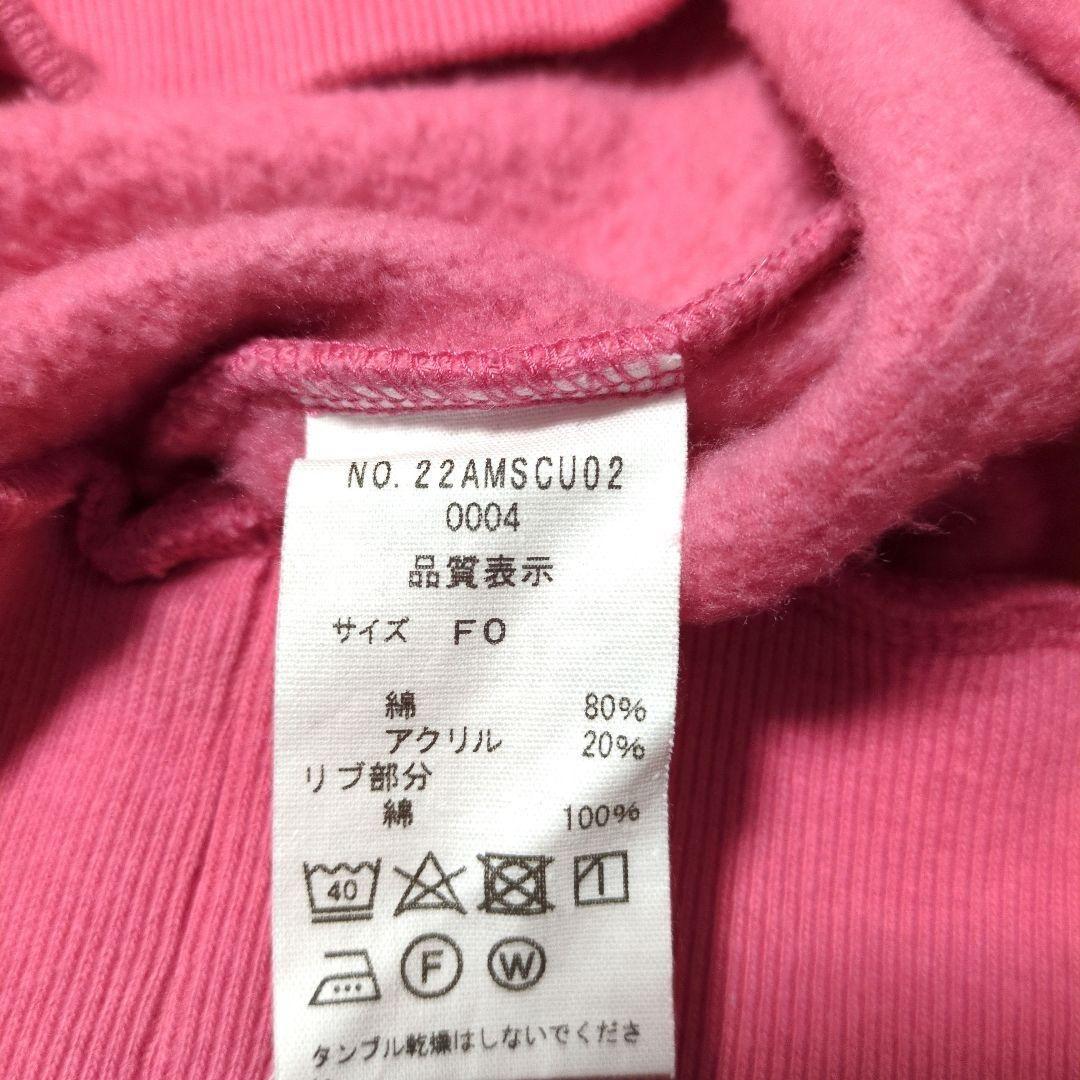 NO. 22AMSCU02
0004
品質表示
サイズ F0
綿 80%
アクリル 20%
リブ部分
綿 100%
40
F W
タンブル乾燥はしないでくださ